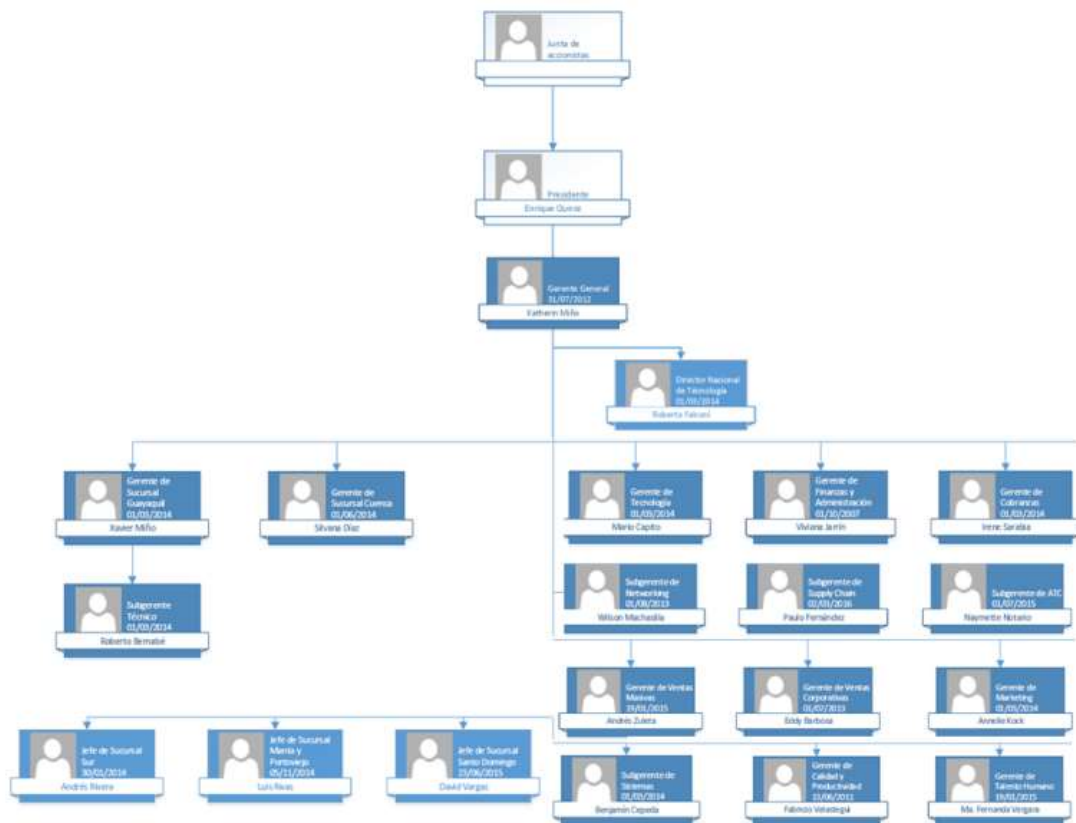 Junta de
accionistas
Presidente
Enrique Quiroz
Gerente General
31/07/2012
Katherin Miño
Director Nacional
de Tecnología
2014
Roberto Falconí
Gerente de
Sucursal
Guayaquil
01/03/2014
Xavier Miño
Gerente de
Sucursal Cuenca
01/06/2014
Silvana Díaz
Gerente de
Tecnología
01/03/2014
Mario Capito
Gerente de
Finanzas y
Administración
01/10/2007
Viviana Jarrín
Gerente de
Cobranzas
01/03/2014
Irene Sarabia
Subgerente
Técnico
01/03/2014
Roberto Bernabé
Subgerente de
Networking
01/08/2013
Wilson Machasilla
Subgerente de
Supply Chain
02/03/2016
Paulo Fernández
Subgerente de ATC
01/07/2015
Notario
Gerente de Ventas
Masivas
19/01/2015
Andrés Zuleta
Gerente de Ventas
Corporativas
01/07/2013
Eddy Barbosa
Gerente de
Marketing
01/03/2014
Annelie Kock
Jefe de Sucursal
Sur
30/01/2014
Andrés Rivera
Jefe de Sucursal
Manta y
Portoviejo
05/11/2014
Luis Rivas
Jefe de Sucursal
Santo Domingo
23/06/2015
David Vargas
Subgerente de
Sistemas
01/03/2014
Benjamín Cepeda
Gerente de
Calidad y
Productividad
Fabricio Velastegui
Gerente de
Talento Humano
19/01/2015
Ma. Fernanda Vergara